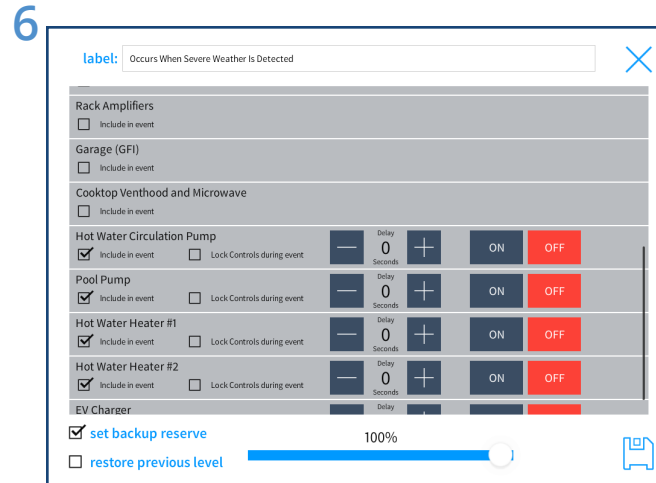 6
label: Occurs When Severe Weather Is Detected
Rack Amplifiers
Include in event
Garage (GFI)
Include in event
Cooktop Venthood and Microwave
Include in event
Hot Water Circulation Pump
Include in event Lock Controls during event
Delay
0
Seconds
ON OFF
Pool Pump
Include in event Lock Controls during event
Delay
0
Seconds
ON OFF
Hot Water Heater #1
Include in event Lock Controls during event
Delay
0
Seconds
ON OFF
Hot Water Heater #2
Include in event Lock Controls during event
Delay
0
Seconds
ON OFF
EV Charger
Delay
set backup reserve
100%
restore previous level